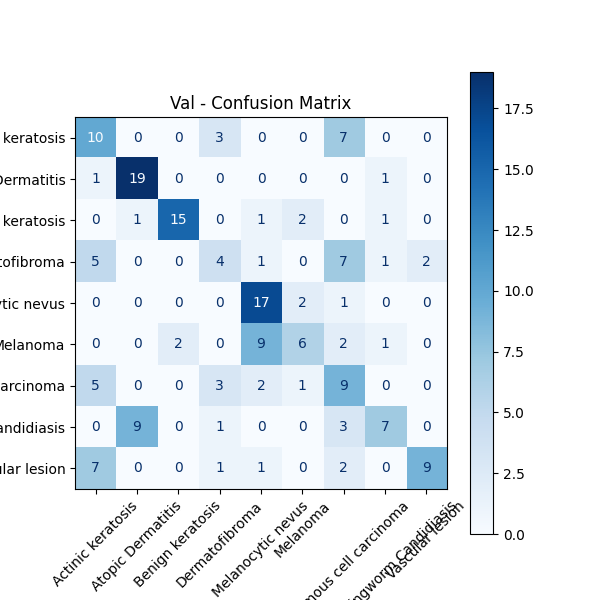 Val - Confusion Matrix
keratosis 10 0 0 3 0 0 7 0 0
Dermatitis 1 19 0 0 0 0 0 1 0
keratosis 0 1 15 0 1 2 0 1 0
tofibroma 5 0 0 4 1 0 7 1 2
ytic nevus 0 0 0 0 17 2 1 0 0
Melanoma 0 0 2 0 9 6 2 1 0
arcinoma 5 0 0 3 2 1 9 0 0
andidiasis 0 9 0 1 0 0 3 7 0
ular lesion 7 0 0 1 1 0 2 0 9
Actinic keratosis
Atopic Dermatitis
Benign keratosis
Dermatofibroma
Melanocytic nevus
Melanoma
mous cell carcinoma
ngworm Candidiasis
Vascular lesion
17.5
15.0
12.5
10.0
7.5
5.0
2.5
0.0